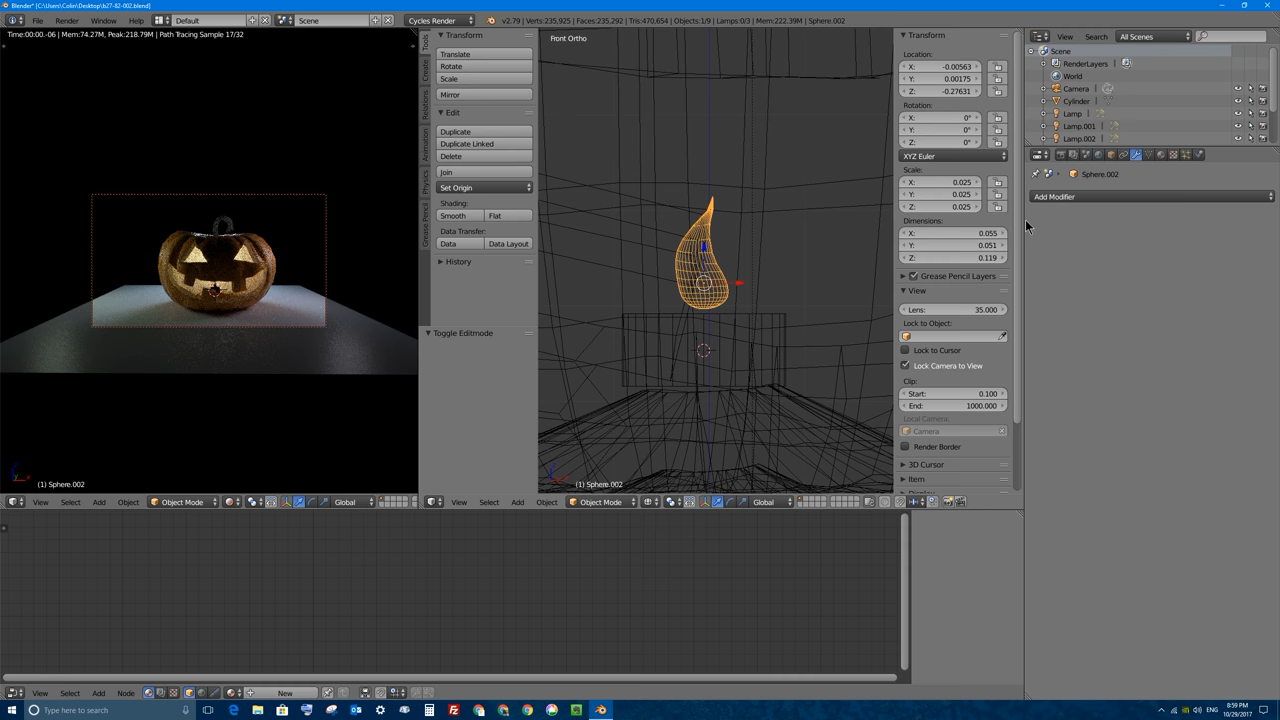 Blender* [C:\Users\Colin\Desktop\b27-82-002.blend]
File Render Window Help Default Scene Cycles Render v2.79 | Verts:235,925 | Faces:235,292 | Tris:470,654 | Objects:1/9 | Lamps:0/3 | Mem:222.39M | Sphere.002
Time:00:00.-06 | Mem:74.27M, Peak:218.79M | Path Tracing Sample 17/32
(1) Sphere.002
View Select Add Object Object Mode Global
Tools
Create
Relations
Animation
Physics
Grease Pencil
Transform
Translate
Rotate
Scale
Mirror
Edit
Duplicate
Duplicate Linked
Delete
Join
Set Origin
Shading:
Smooth Flat
Data Transfer:
Data Data Layout
History
Toggle Editmode
Front Ortho
(1) Sphere.002
View Select Add Object Object Mode Global
Transform
Location:
X: -0.00563
Y: 0.00175
Z: -0.27631
Rotation:
X: 0°
Y: 0°
Z: 0°
XYZ Euler
Scale:
X: 0.025
Y: 0.025
Z: 0.025
Dimensions:
X: 0.055
Y: 0.051
Z: 0.119
Grease Pencil Layers
View
Lens: 35.000
Lock to Object:
Lock to Cursor
Lock Camera to View
Clip:
Start: 0.100
End: 1000.000
Local Camera:
Camera
Render Border
3D Cursor
Item
View Search All Scenes
Scene
RenderLayers
World
Camera
Cylinder
Lamp
Lamp.001
Lamp.002
Sphere.002
Add Modifier
View Select Add Node New
Type here to search
ENG
8:59 PM
10/29/2017